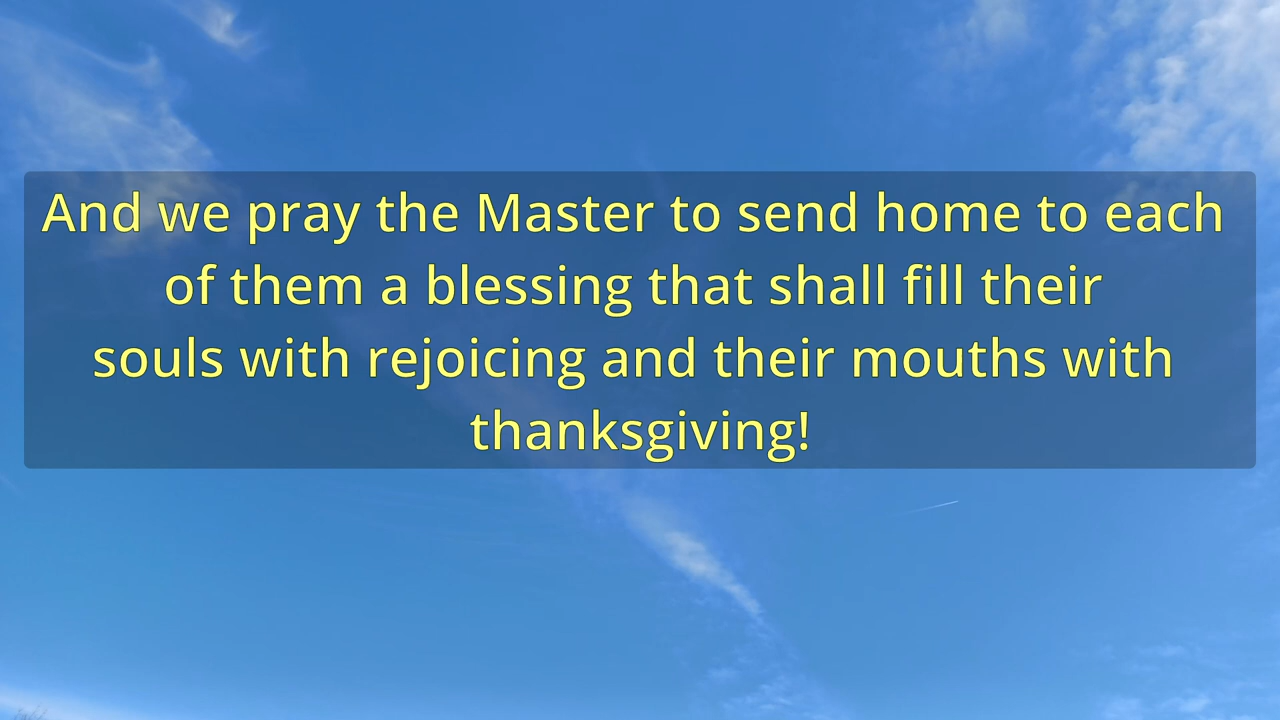 And we pray the Master to send home to each
of them a blessing that shall fill their
souls with rejoicing and their mouths with
thanksgiving!